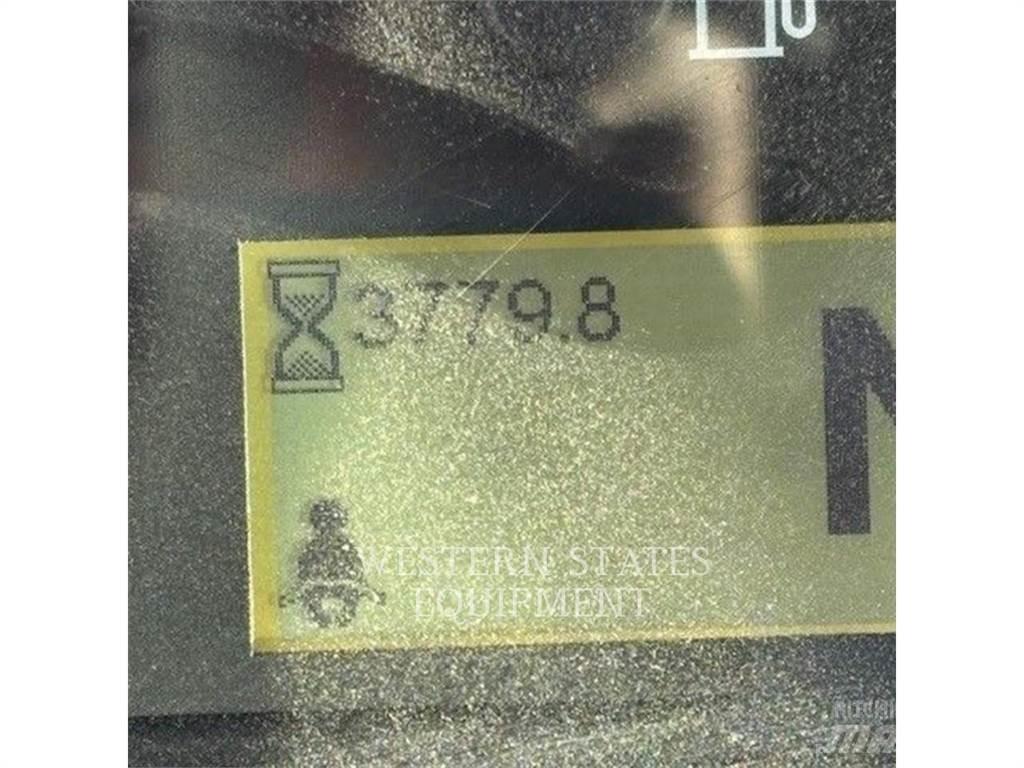 3779.8
N
WESTERN STATES
EQUIPMENT